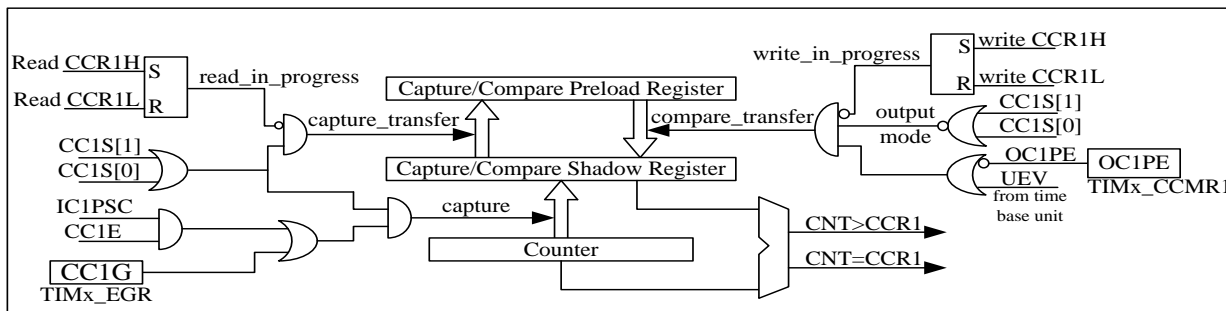 Read CCR1H
S
Read CCR1L
R
read_in_progress
capture_transfer
CC1S[1]
CC1S[0]
IC1PSC
CC1E
CC1G
TIMx_EGR
capture
Capture/Compare Preload Register
Capture/Compare Shadow Register
Counter
compare_transfer
write_in_progress
S
write CCR1H
R
write CCR1L
output
mode
CC1S[1]
CC1S[0]
OC1PE
OC1PE
UEV
TIMx_CCMR1
from time
base unit
CNT>CCR1
CNT=CCR1